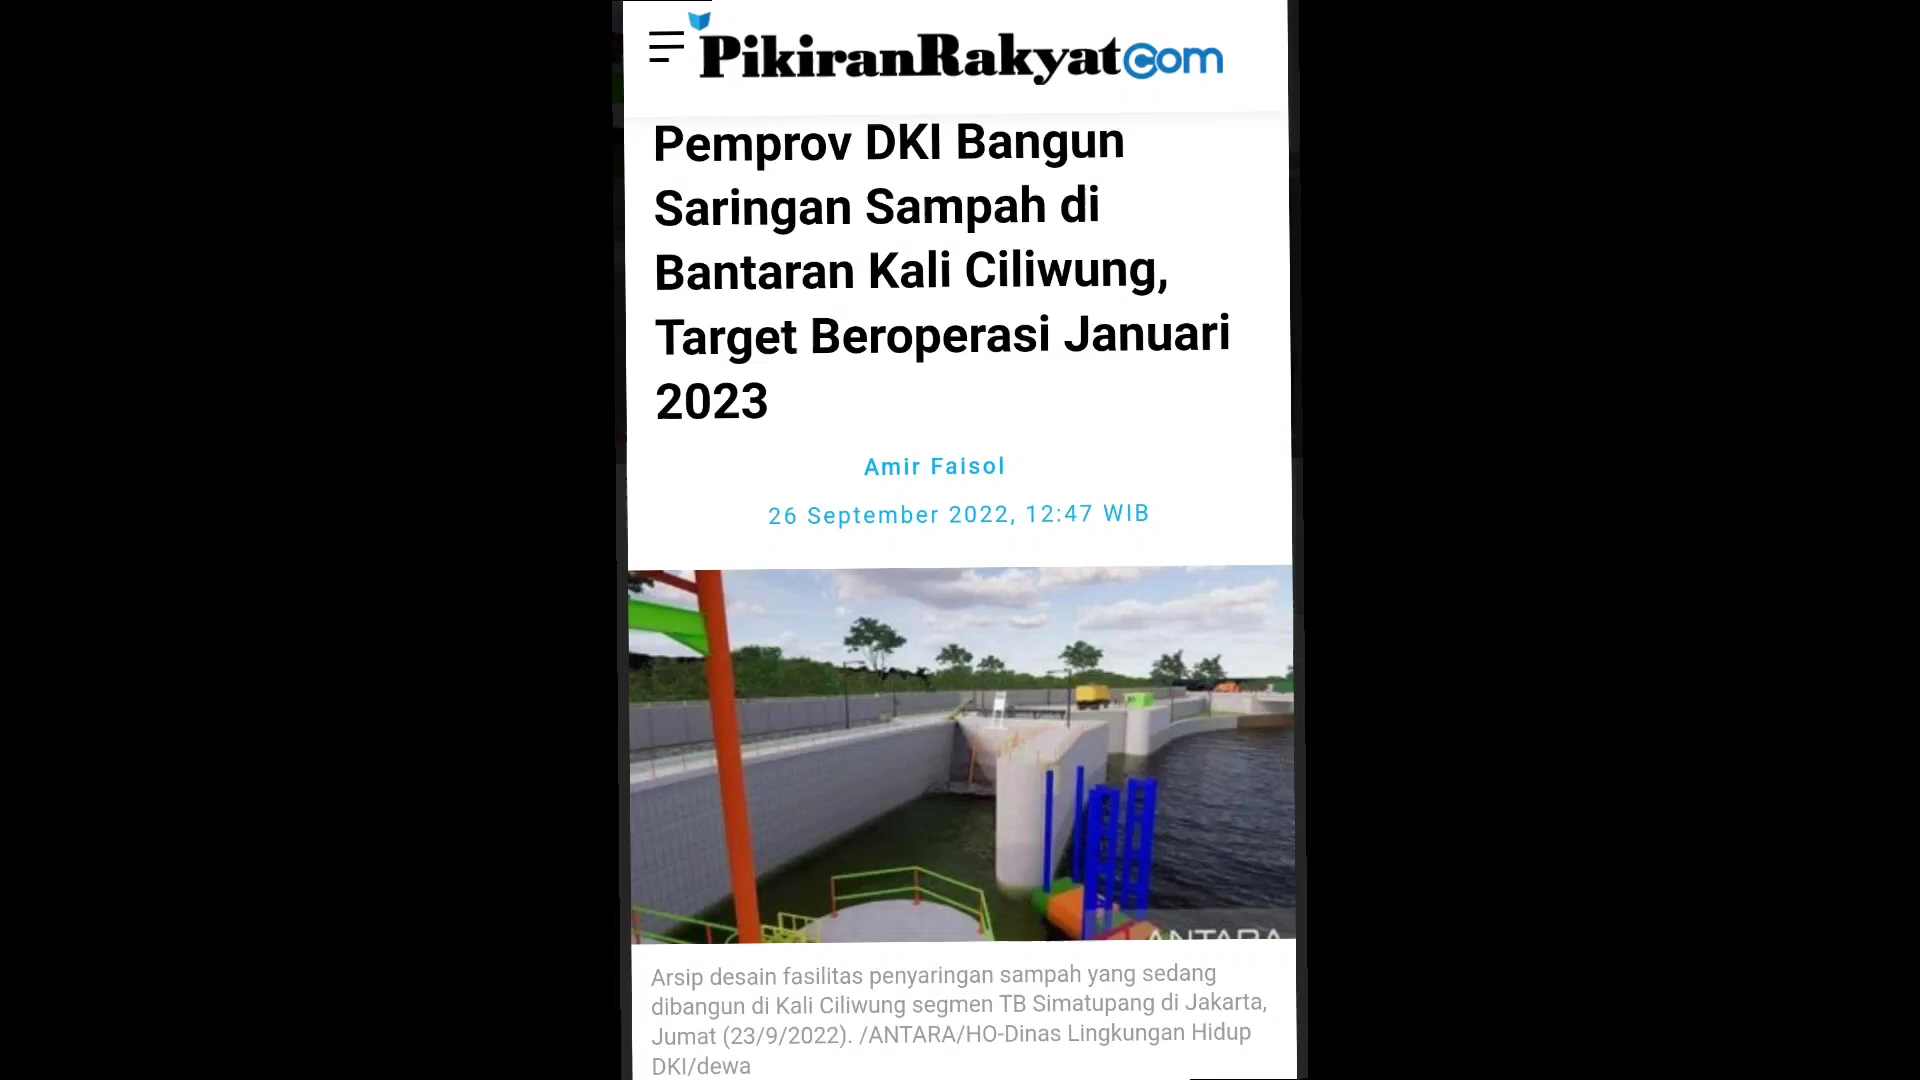 PikiranRakyatcom
Pemprov DKI Bangun
Saringan Sampah di
Bantaran Kali Ciliwung,
Target Beroperasi Januari
2023
Amir Faisol
26 September 2022, 12:47 WIB
ANTARA
Arsip desain fasilitas penyaringan sampah yang sedang
dibangun di Kali Ciliwung segmen TB Simatupang di Jakarta,
Jumat (23/9/2022). /ANTARA/HO-Dinas Lingkungan Hidup
DKI/dewa